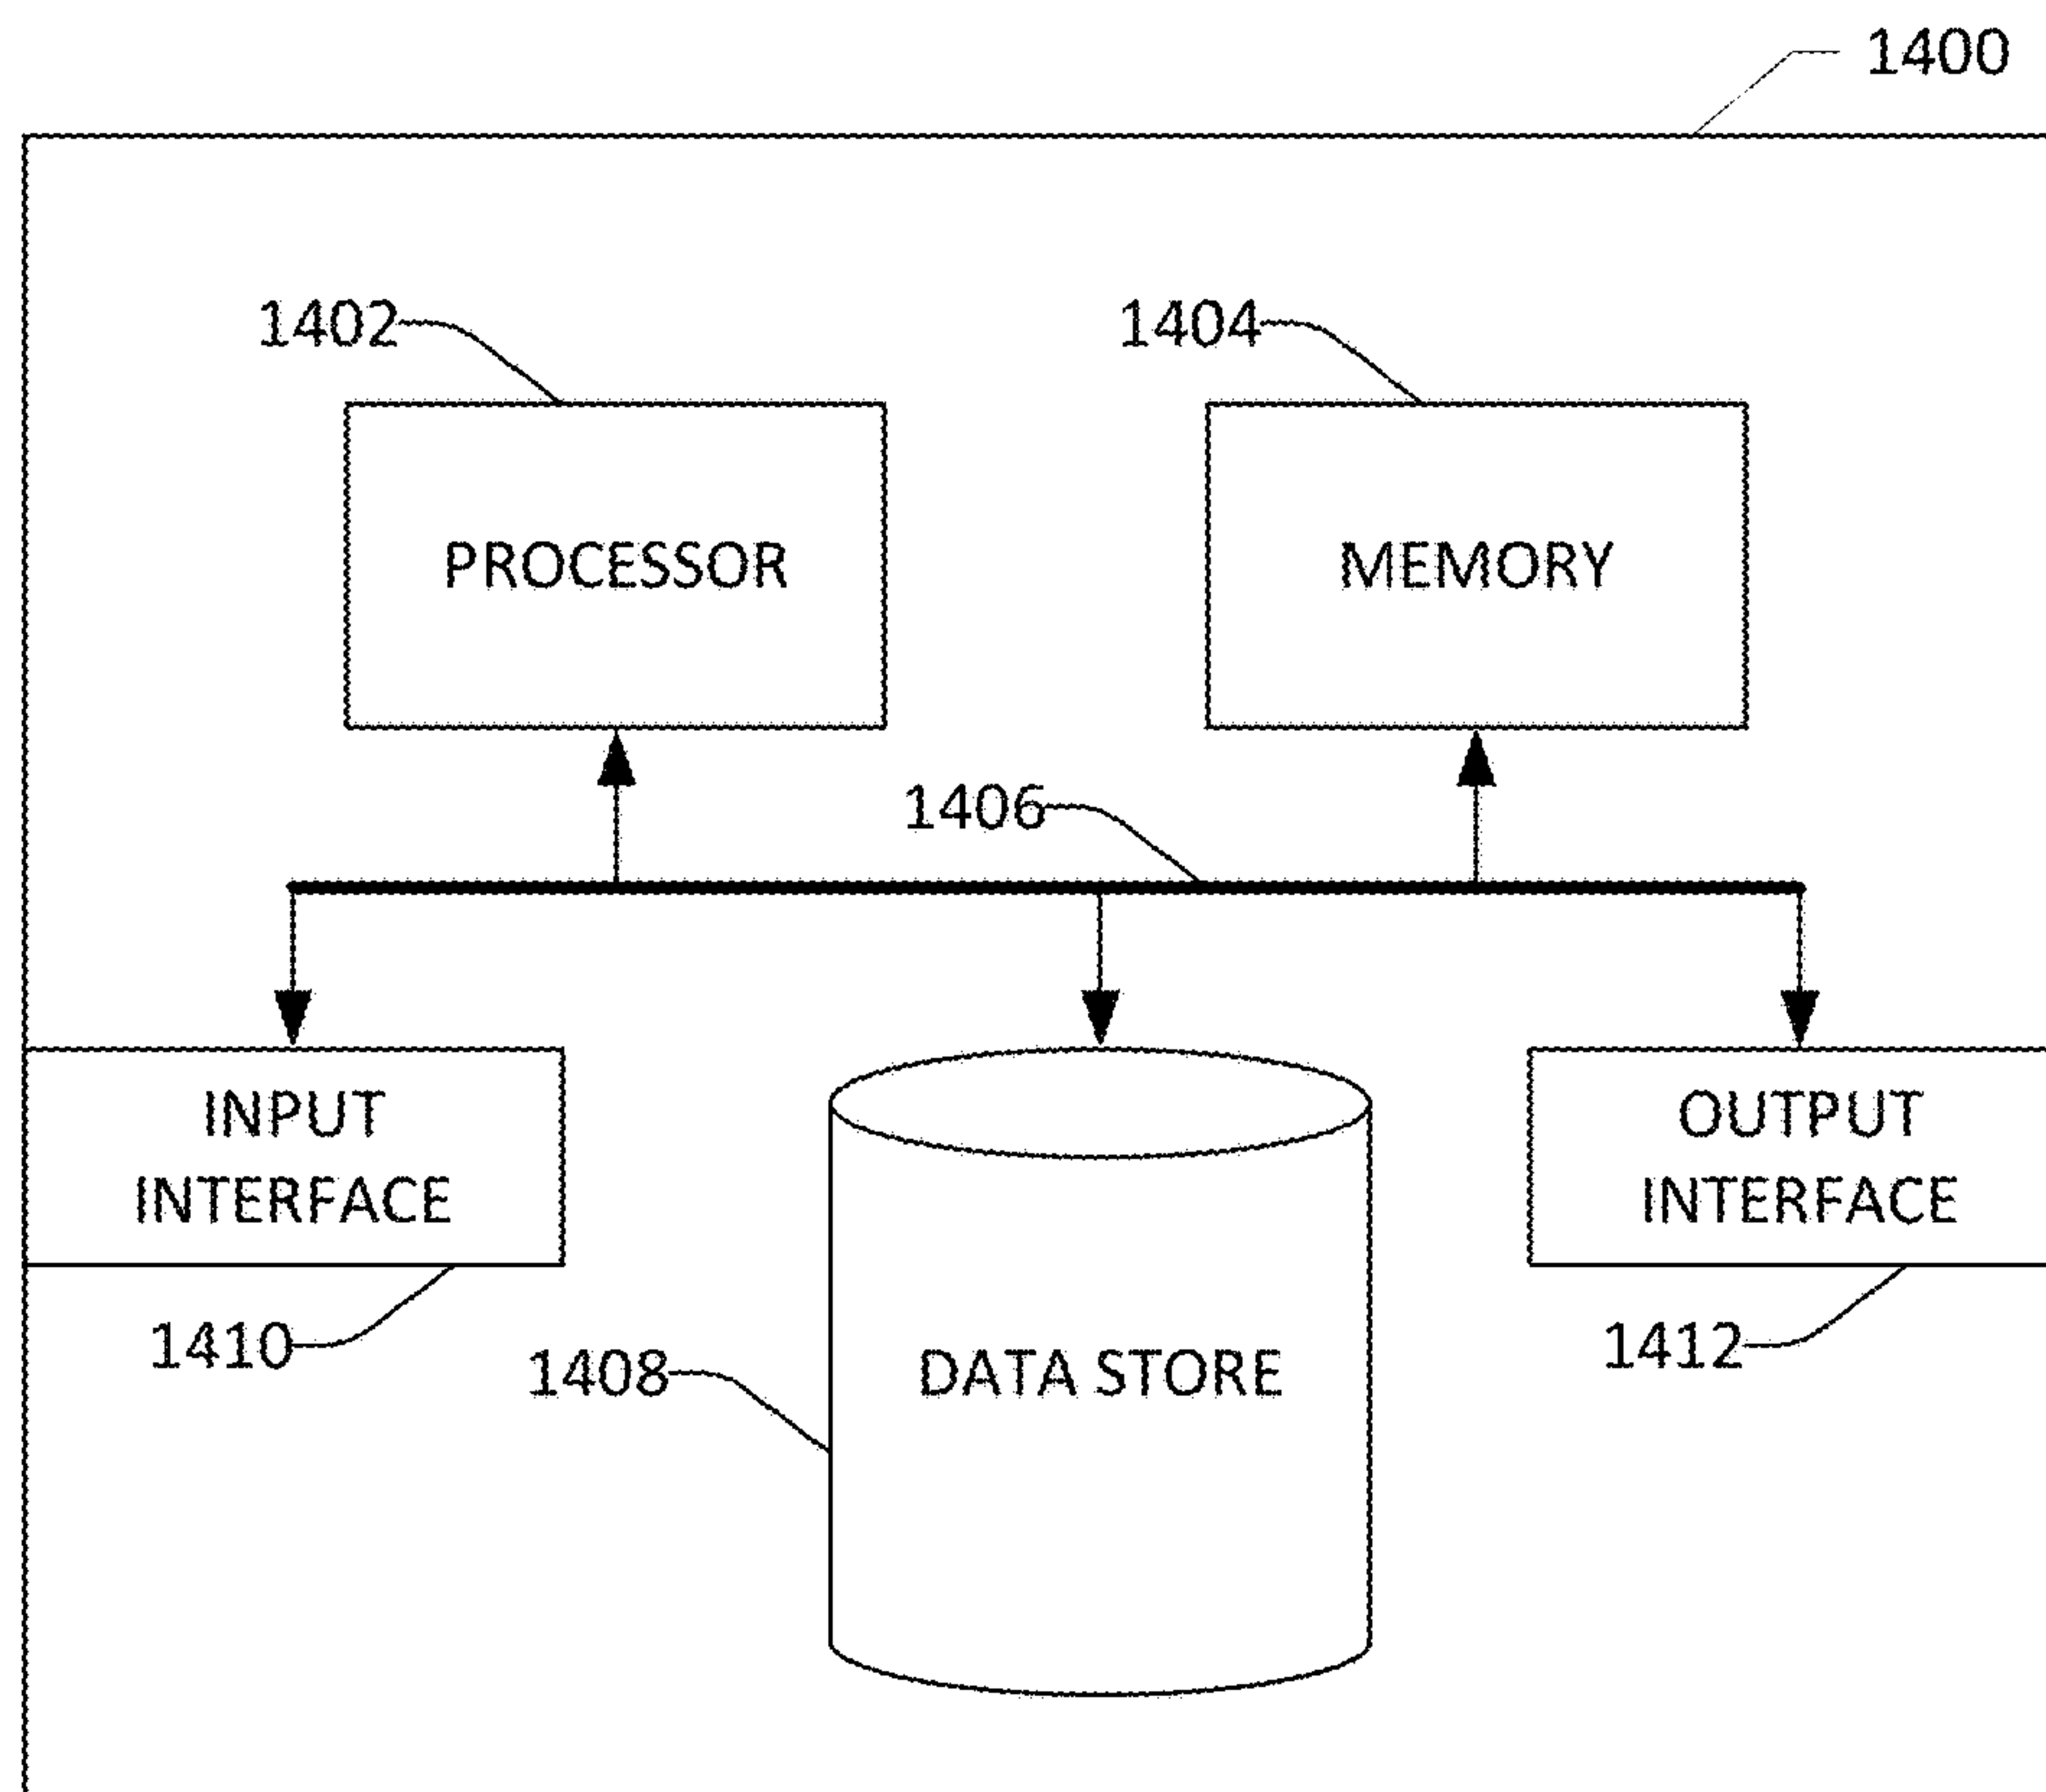 1400
1402
1404
PROCESSOR
MEMORY
1406
INPUT
INTERFACE
OUTPUT
INTERFACE
1410
1408
DATA STORE
1412